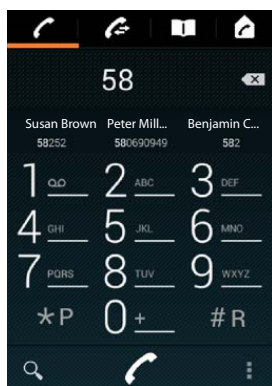 58
Susan Brown Peter Mill... Benjamin C...
58252 580690949 582
1 2 ABC 3 DEF
4 GHI 5 JKL 6 MNO
7 PQRS 8 TUV 9 WXYZ
*P 0 + #R